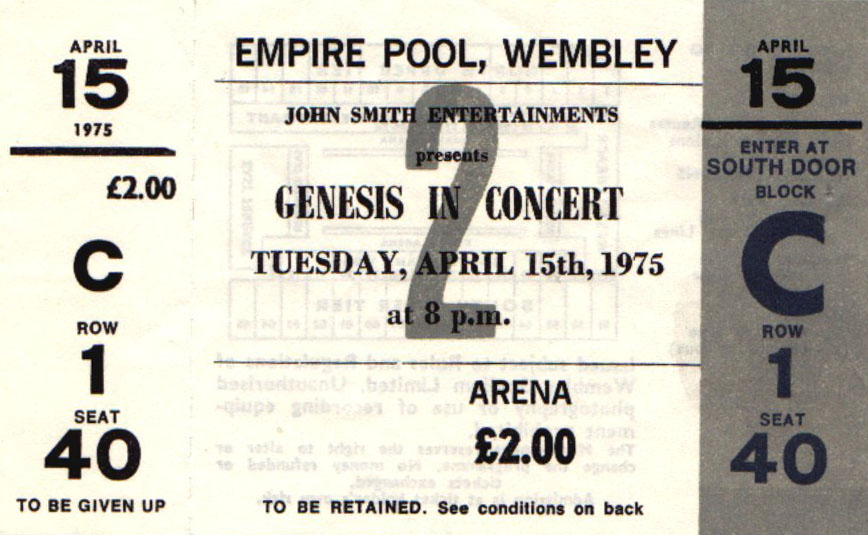 APRIL
15
1975
£2.00
C
ROW
1
SEAT
40
TO BE GIVEN UP
EMPIRE POOL, WEMBLEY
2
JOHN SMITH ENTERTAINMENTS
presents
GENESIS IN CONCERT
TUESDAY, APRIL 15th, 1975
at 8 p.m.
ARENA
£2.00
TO BE RETAINED. See conditions on back
APRIL
15
ENTER AT
SOUTH DOOR
BLOCK
C
ROW
1
SEAT
40